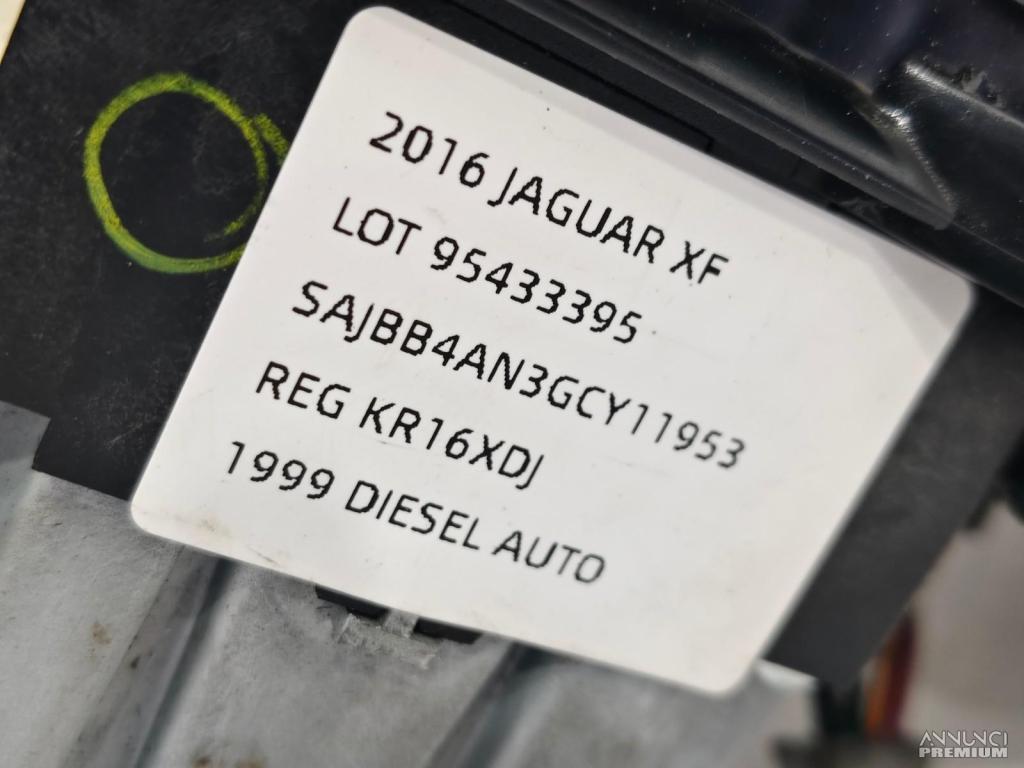 2016 JAGUAR XF
LOT 95433395
SAJBB4AN3GCY11953
REG KR16XDJ
1999 DIESEL AUTO
ANNUNCI
PREMIUM